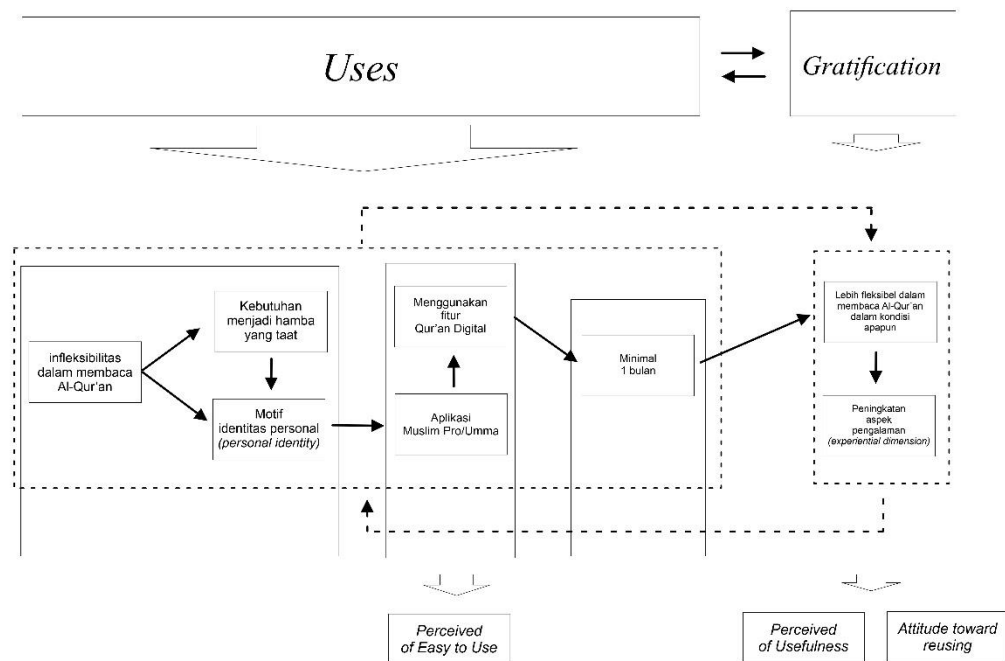 Uses
Gratification
infleksibilitas
dalam membaca
Al-Qur'an
Kebutuhan
menjadi hamba
yang taat
Motif
identitas personal
(personal identity)
Menggunakan
fitur
Qur'an Digital
Aplikasi
Muslim Pro/Umma
Minimal
1 bulan
Lebih fleksibel dalam
membaca Al-Qur'an
dalam kondisi
apapun
Peningkatan
aspek
pengalaman
(experiential dimension)
Perceived
of Easy to Use
Perceived
of Usefulness
Attitude toward
reusing